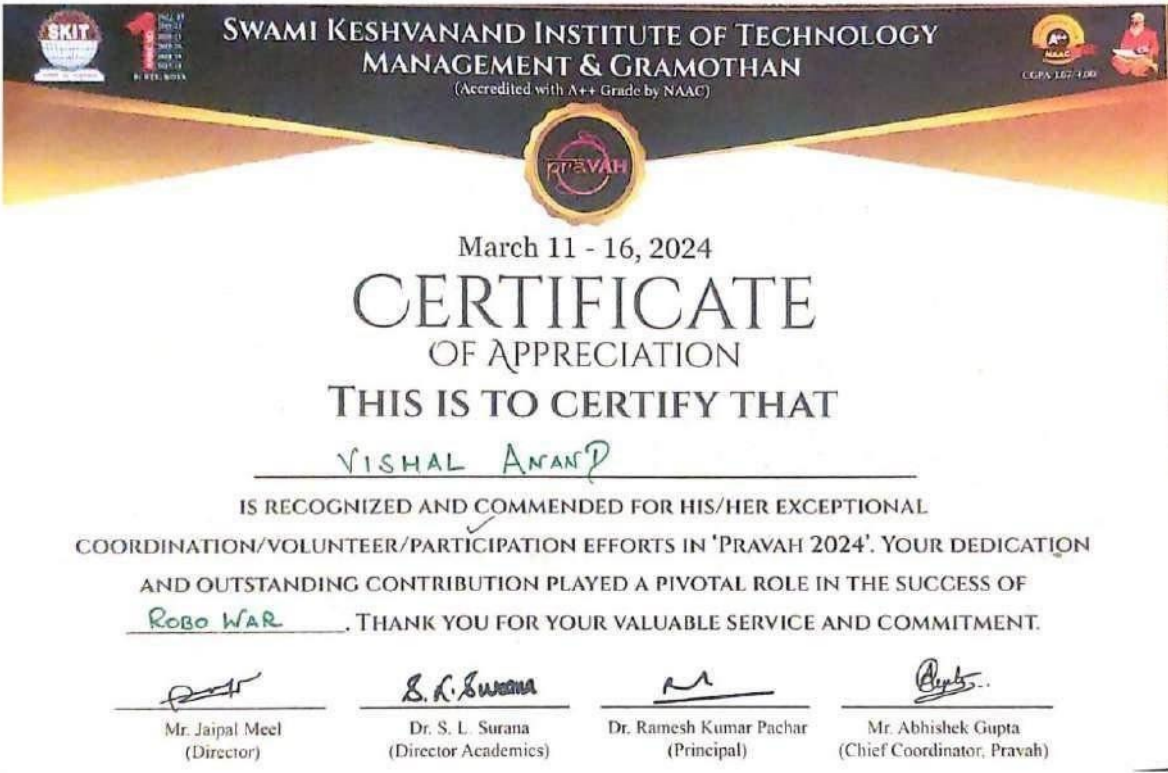 SKIT
SWAMI KESHVANAND INSTITUTE OF TECHNOLOGY
MANAGEMENT & GRAMOTHAN
(Accredited with A++ Grade by NAAC)
A++
NAAC
praVAH
March 11 - 16, 2024
CERTIFICATE
OF APPRECIATION
THIS IS TO CERTIFY THAT
VISHAL ANAND
IS RECOGNIZED AND COMMENDED FOR HIS/HER EXCEPTIONAL
COORDINATION/VOLUNTEER/PARTICIPATION EFFORTS IN 'PRAVAH 2024'. YOUR DEDICATION
AND OUTSTANDING CONTRIBUTION PLAYED A PIVOTAL ROLE IN THE SUCCESS OF
ROBO WAR. THANK YOU FOR YOUR VALUABLE SERVICE AND COMMITMENT.
S. L. Surana
Mr. Jaipal Meel Dr. S. L. Surana Dr. Ramesh Kumar Pachar Mr. Abhishek Gupta
(Director) (Director Academics) (Principal) (Chief Coordinator, Pravah)